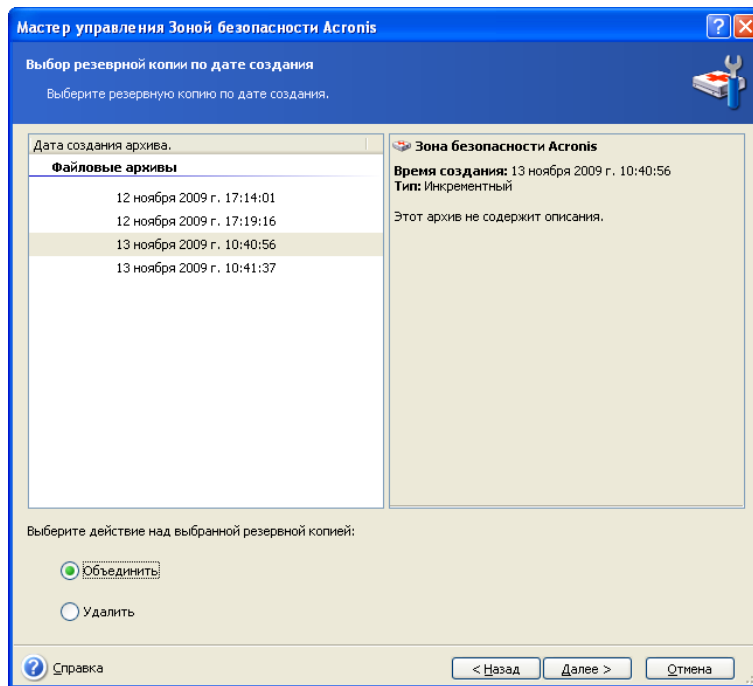 Мастер управления Зоной безопасности Acronis
Выбор резеврной копии по дате создания
Выберите резервную копию по дате создания.
Дата создания архива.
Файловые архивы
12 ноября 2009 г. 17:14:01
12 ноября 2009 г. 17:19:16
13 ноября 2009 г. 10:40:56
13 ноября 2009 г. 10:41:37
Зона безопасности Acronis
Время создания: 13 ноября 2009 г. 10:40:56
Тип: Инкрементный
Этот архив не содержит описания.
Выберите действие над выбранной резервной копией:
Объединить
Удалить
Справка
< Назад
Далее >
Отмена